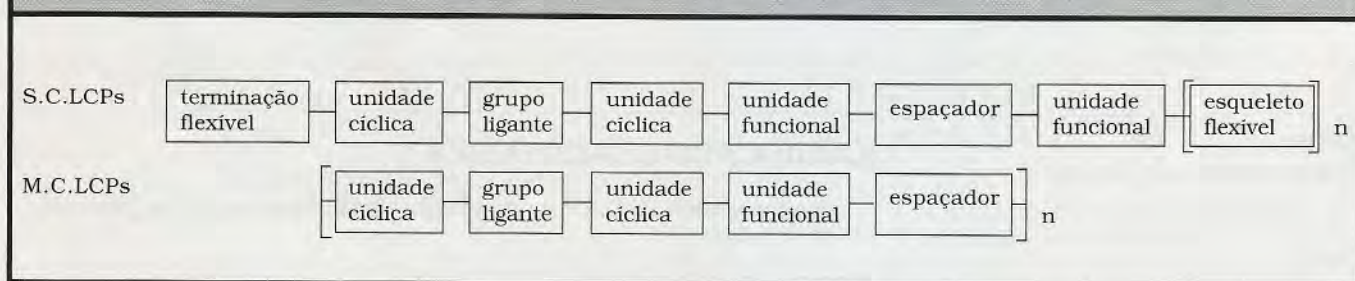 S.C.LCPs
terminação
flexível
unidade
cíclica
grupo
ligante
unidade
cíclica
unidade
funcional
espaçador
unidade
funcional
esqueleto
flexível
n
M.C.LCPs
unidade
cíclica
grupo
ligante
unidade
cíclica
unidade
funcional
espaçador
n